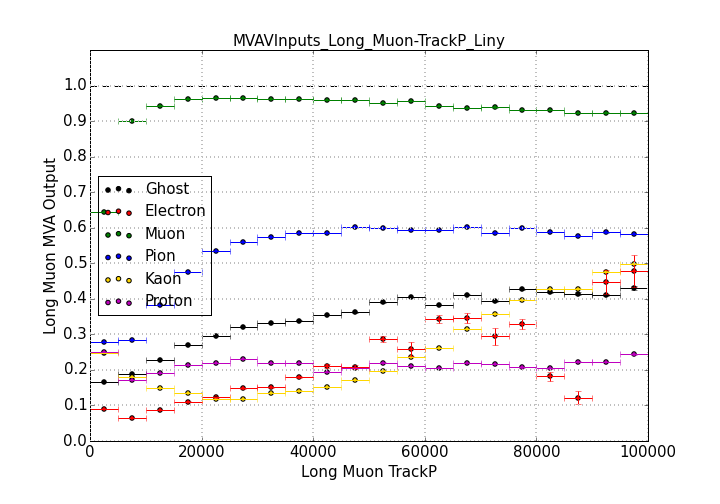 MVAVInputs_Long_Muon-TrackP_Liny
1.0
0.9
0.8
0.7
0.6
0.5
0.4
0.3
0.2
0.1
0.0
Long Muon MVA Output
Ghost
Electron
Muon
Pion
Kaon
Proton
0 20000 40000 60000 80000 100000
Long Muon TrackP